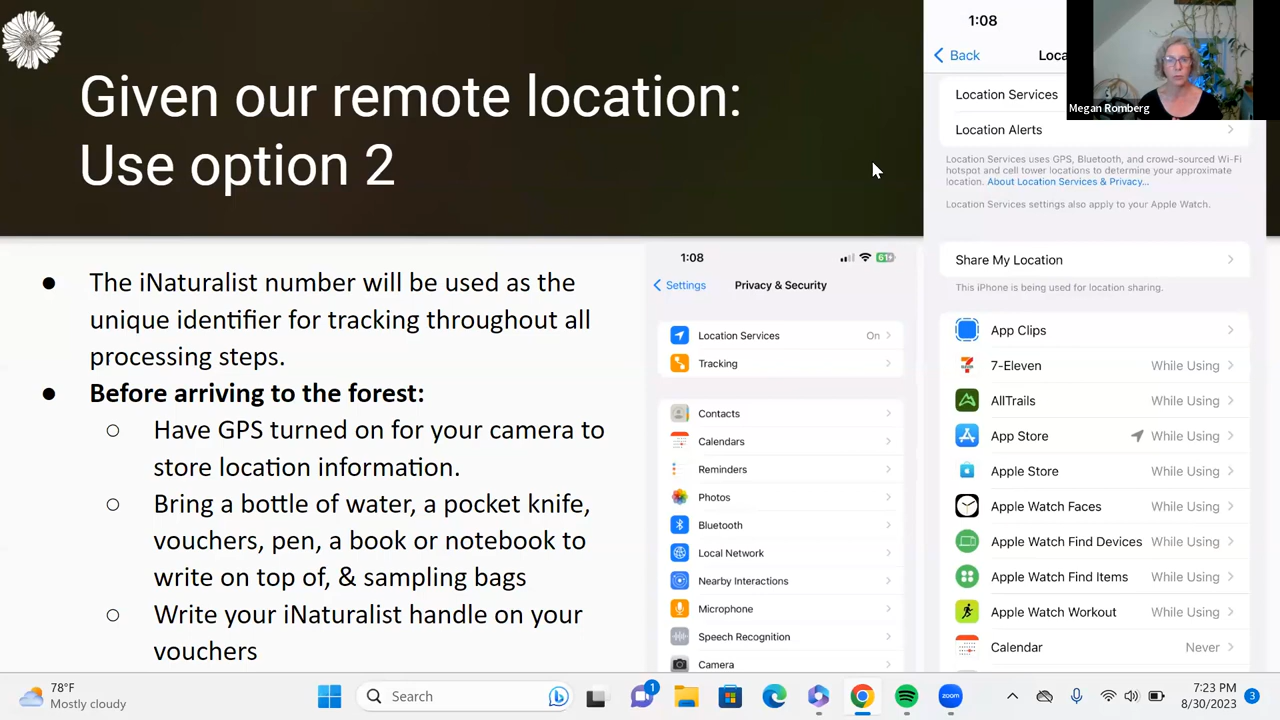 Given our remote location:
Use option 2
The iNaturalist number will be used as the
unique identifier for tracking throughout all
processing steps.
Before arriving to the forest:
Have GPS turned on for your camera to
store location information.
Bring a bottle of water, a pocket knife,
vouchers, pen, a book or notebook to
write on top of, & sampling bags
Write your iNaturalist handle on your
vouchers
1:08
61
Settings
Privacy & Security
Location Services On
Tracking
Contacts
Calendars
Reminders
Photos
Bluetooth
Local Network
Nearby Interactions
Microphone
Speech Recognition
Camera
1:08
Back
Loca
Megan Romberg
Location Services
Location Alerts
Location Services uses GPS, Bluetooth, and crowd-sourced Wi-Fi
hotspot and cell tower locations to determine your approximate
location. About Location Services & Privacy...
Location Services settings also apply to your Apple Watch.
Share My Location
This iPhone is being used for location sharing.
App Clips
7-Eleven While Using
AllTrails While Using
App Store While Using
Apple Store While Using
Apple Watch Faces While Using
Apple Watch Find Devices While Using
Apple Watch Find Items While Using
Apple Watch Workout While Using
Calendar Never
78°F
Mostly cloudy
Search
1
zoom
7:23 PM
8/30/2023
3